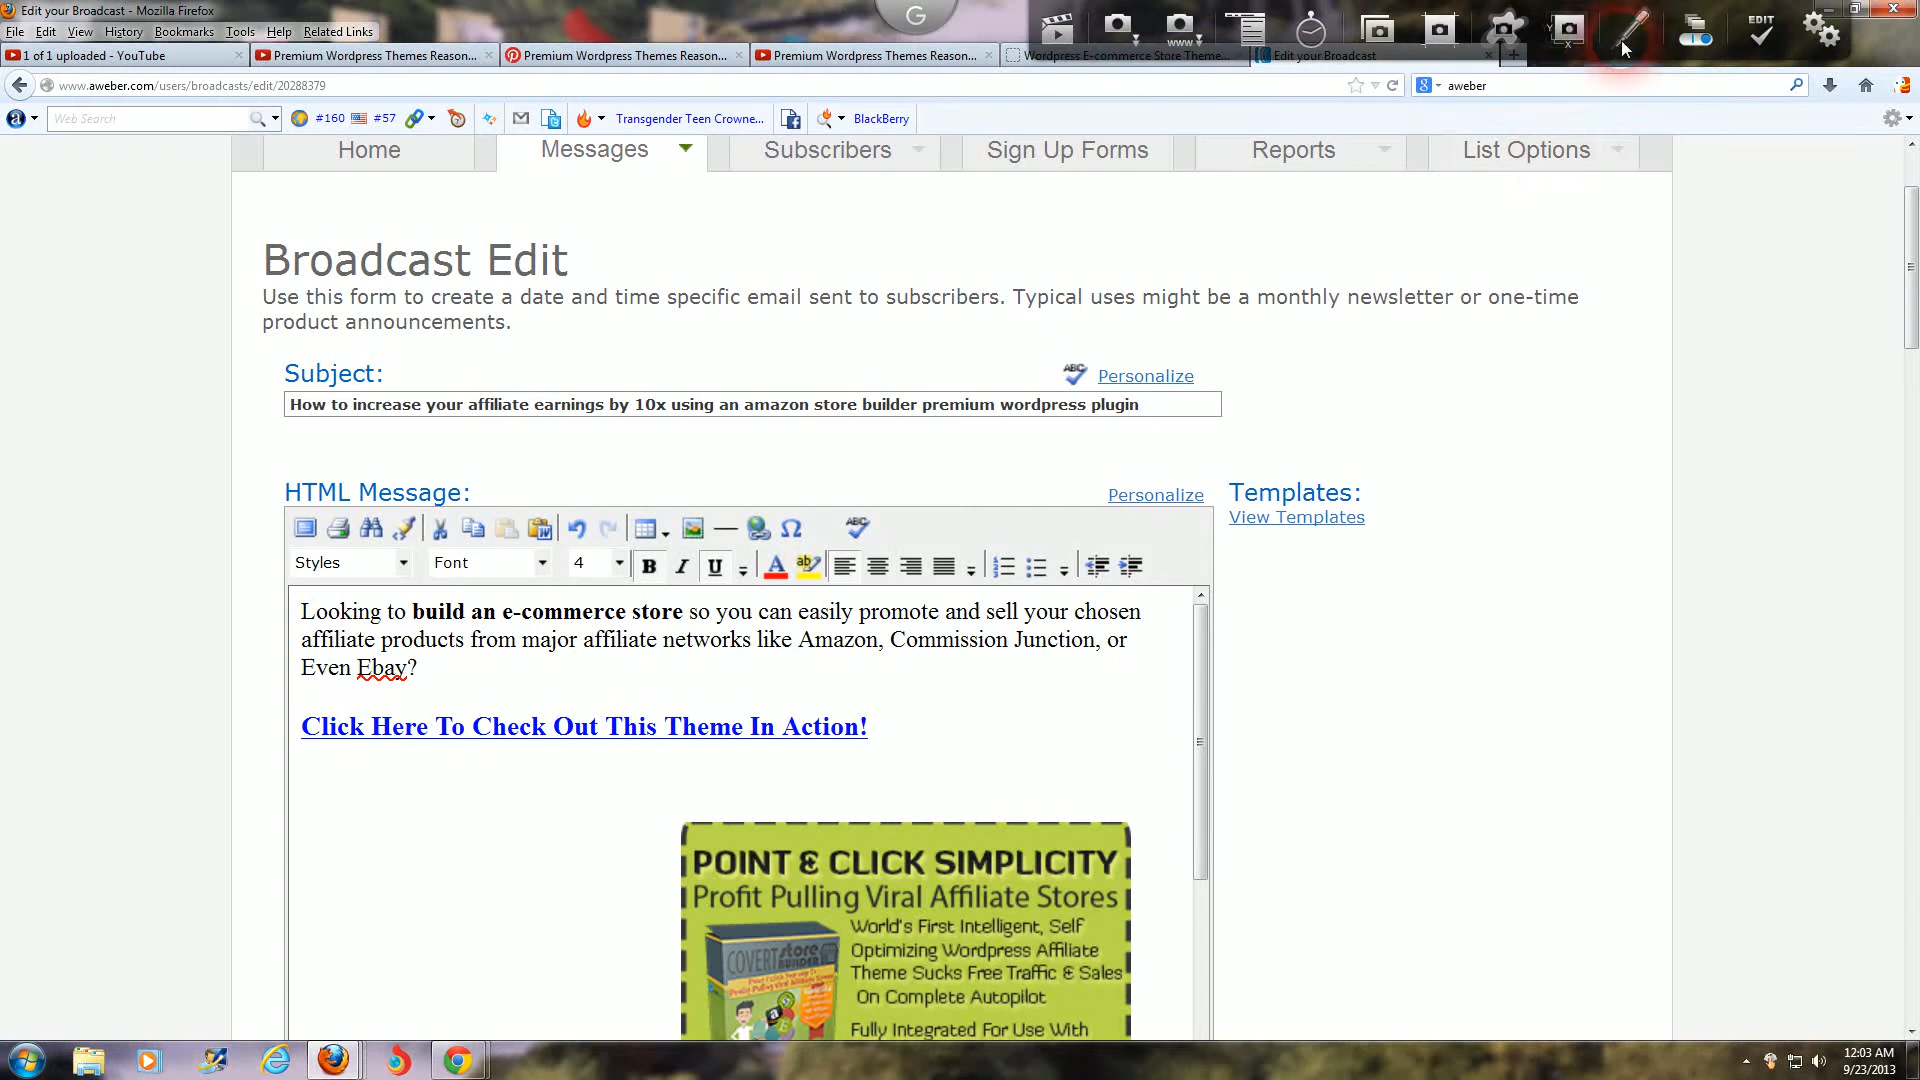 Edit your Broadcast - Mozilla Firefox
G
File Edit View History Bookmarks Tools Help Related Links
WWW
X
EDIT
1 of 1 uploaded - YouTube
Premium Wordpress Themes Reason...
Premium Wordpress Themes Reason...
Premium Wordpress Themes Reason...
Wordpress E-commerce Store Theme...
Edit your Broadcast
www.aweber.com/users/broadcasts/edit/20288379
aweber
Web Search
#160 #57
Transgender Teen Crowne...
BlackBerry
Home Messages Subscribers Sign Up Forms Reports List Options
Broadcast Edit
Use this form to create a date and time specific email sent to subscribers. Typical uses might be a monthly newsletter or one-time
product announcements.
Subject: ABC Personalize
How to increase your affiliate earnings by 10x using an amazon store builder premium wordpress plugin
HTML Message: Personalize Templates:
View Templates
ABC
Styles Font 4 B I U A ab
Looking to build an e-commerce store so you can easily promote and sell your chosen
affiliate products from major affiliate networks like Amazon, Commission Junction, or
Even Ebay?
Click Here To Check Out This Theme In Action!
POINT & CLICK SIMPLICITY
Profit Pulling Viral Affiliate Stores
World's First Intelligent, Self
Optimizing Wordpress Affiliate
Theme Sucks Free Traffic & Sales
On Complete Autopilot
Fully Integrated For Use With
COVERT store
BUILDER
12:03 AM
9/23/2013